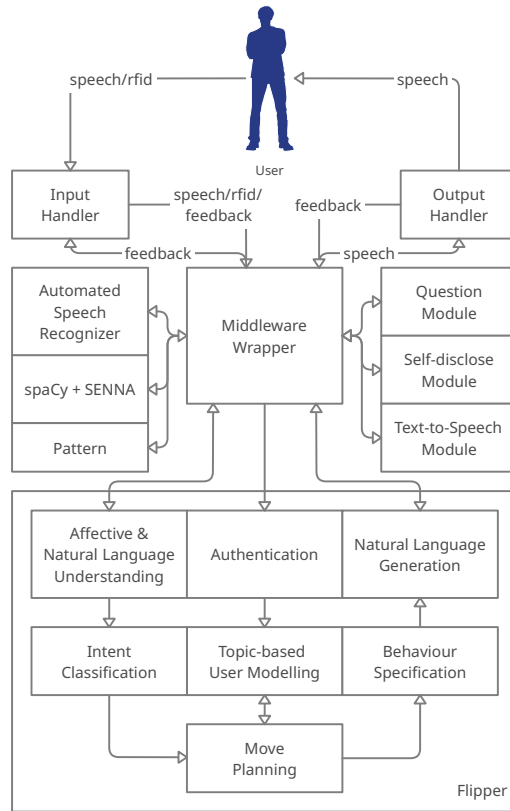 speech/rfid
speech
User
Input
Handler
speech/rfid/
feedback
feedback
Output
Handler
feedback
speech
Automated
Speech
Recognizer
spaCy + SENNA
Pattern
Middleware
Wrapper
Question
Module
Self-disclose
Module
Text-to-Speech
Module
Affective &
Natural Language
Understanding
Authentication
Natural Language
Generation
Intent
Classification
Topic-based
User Modelling
Behaviour
Specification
Move
Planning
Flipper